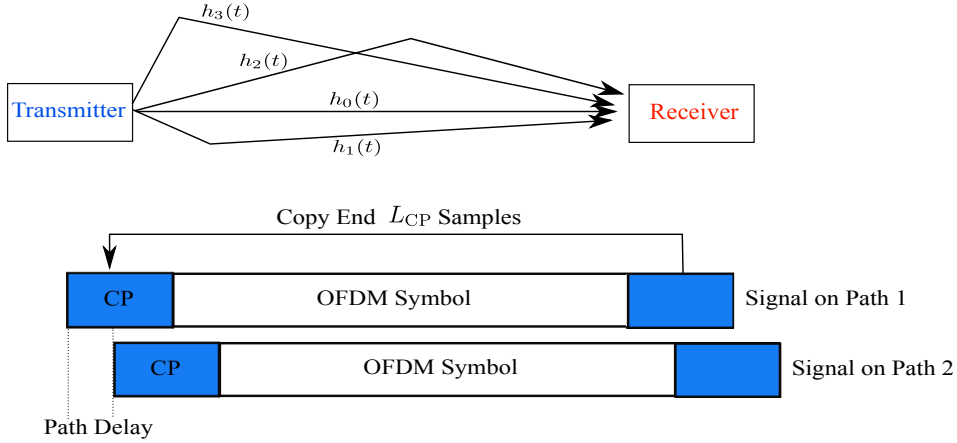 h₃(t)
h₂(t)
Transmitter
h₀(t)
Receiver
h₁(t)
Copy End L_CP Samples
CP
OFDM Symbol
Signal on Path 1
CP
OFDM Symbol
Signal on Path 2
Path Delay